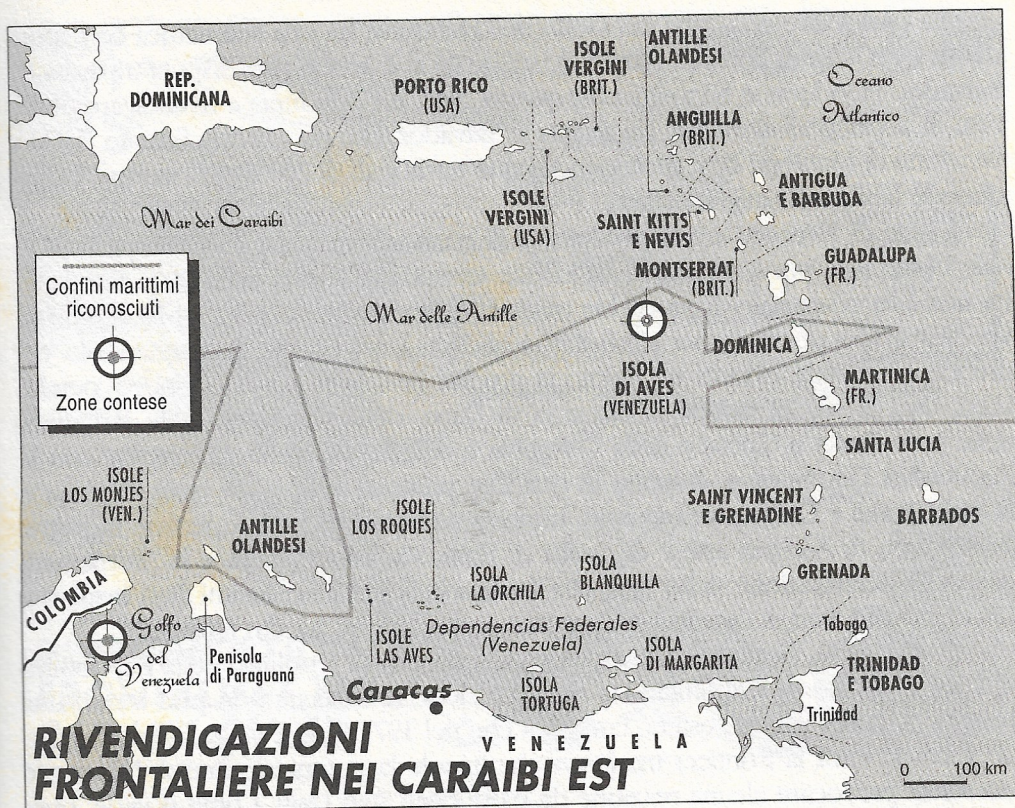 REP.
DOMINICANA
PORTO RICO
(USA)
ISOLE
VERGINI
(BRIT.)
ANTILLE
OLANDESI
Oceano
Atlantico
ANGUILLA
(BRIT.)
ISOLE
VERGINI
(USA)
SAINT KITTS
E NEVIS
ANTIGUA
E BARBUDA
Mar dei Caraibi
MONTSERRAT
(BRIT.)
GUADALUPA
(FR.)
Confini marittimi
riconosciuti
Zone contese
Mar delle Antille
ISOLA
DI AVES
(VENEZUELA)
DOMINICA
MARTINICA
(FR.)
SANTA LUCIA
ISOLE
LOS MONJES
(VEN.)
ANTILLE
OLANDESI
ISOLE
LOS ROQUES
SAINT VINCENT
E GRENADINE
BARBADOS
COLOMBIA
ISOLA
LA ORCHILA
ISOLA
BLANQUILLA
GRENADA
Golfo
del
Venezuela
Penisola
di Paraguaná
ISOLE
LAS AVES
Dependencias Federales
(Venezuela)
ISOLA
DI MARGARITA
Tobago
TRINIDAD
E TOBAGO
Trinidad
Caracas
ISOLA
TORTUGA
VENEZUELA
RIVENDICAZIONI
FRONTALIERE NEI CARAIBI EST
0 100 km